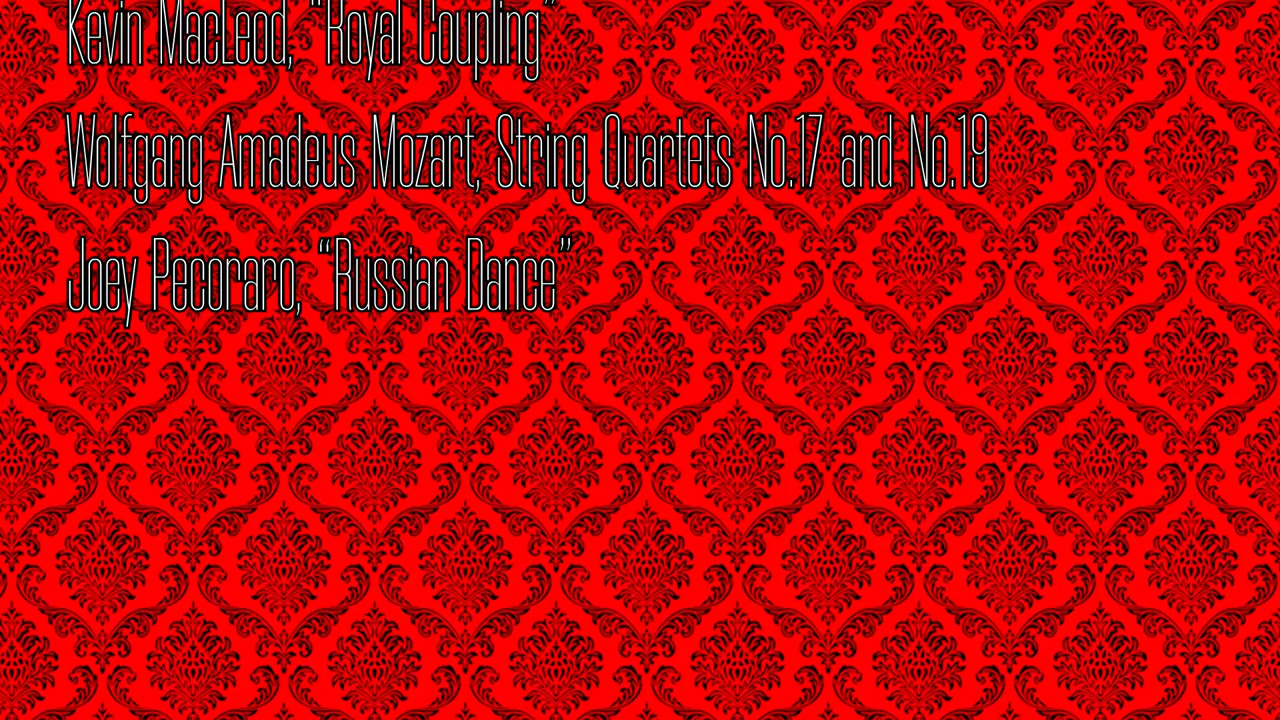 Kevin MacLeod, “Royal Coupling”
Wolfgang Amadeus Mozart, String Quartets No.17 and No.19
Joey Pecoraro, “Russian Dance”